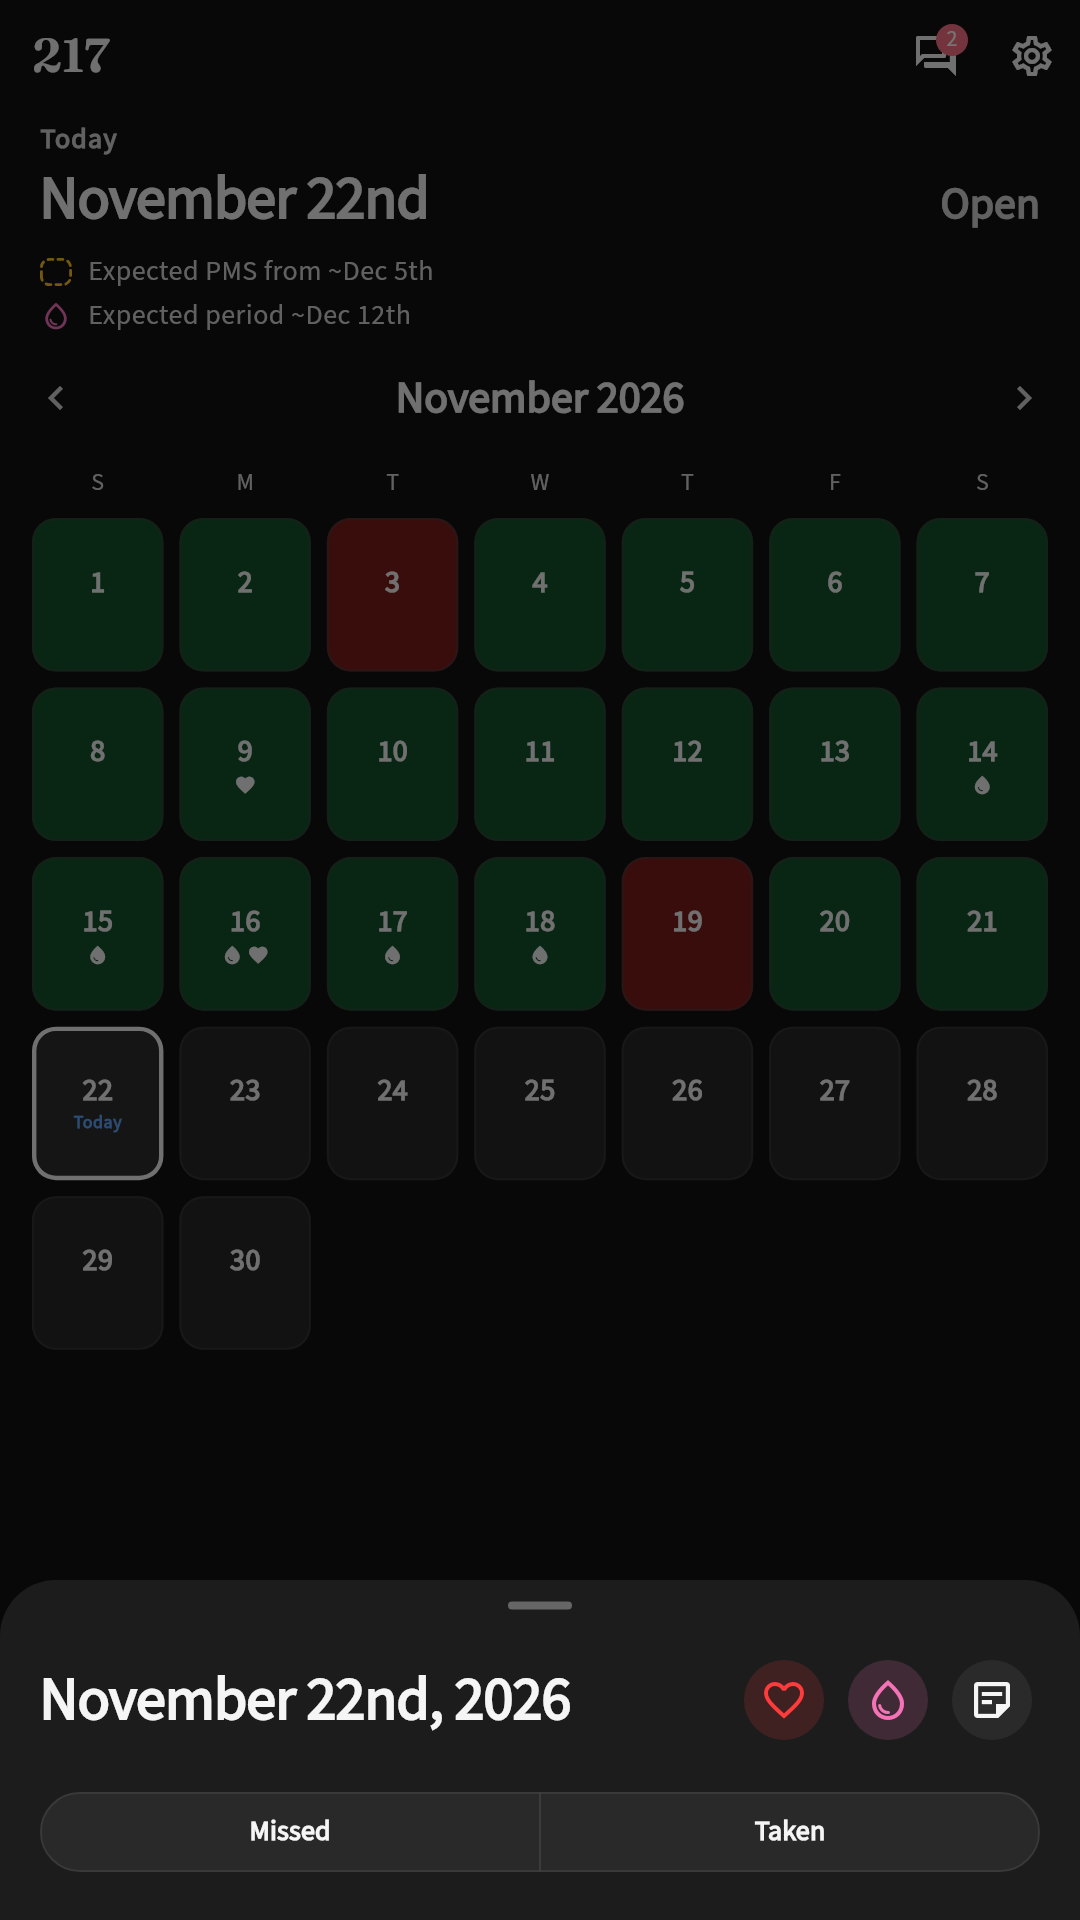 217
2
Today
November 22nd
Open
Expected PMS from ~Dec 5th
Expected period ~Dec 12th
November 2026
S M T W T F S
1 2 3 4 5 6 7
8 9 10 11 12 13 14
15 16 17 18 19 20 21
22 23 24 25 26 27 28
Today
29 30
November 22nd, 2026
Missed Taken